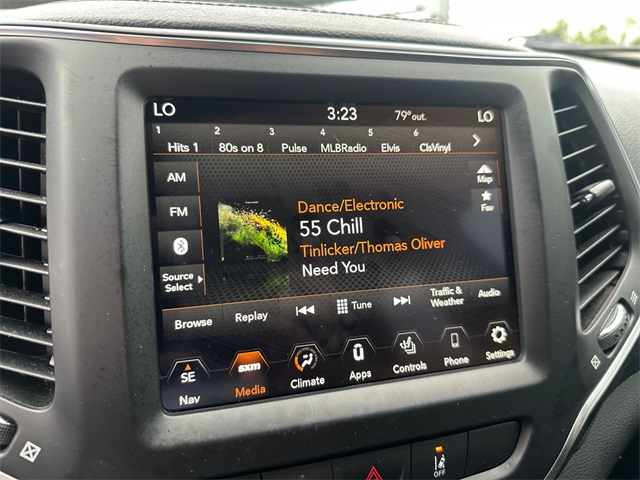 LO 3:23 79°out. LO
1 2 3 4 5 6
Hits 1 80s on 8 Pulse MLBRadio Elvis ClsVinyl
AM
FM
Source
Select
Map
Fav
Dance/Electronic
55 Chill
Tinlicker/Thomas Oliver
Need You
Browse Replay Tune Traffic &
Weather Audio
SE
Nav
sxm
Media
Climate
Apps
Controls
Phone
Settings
OFF